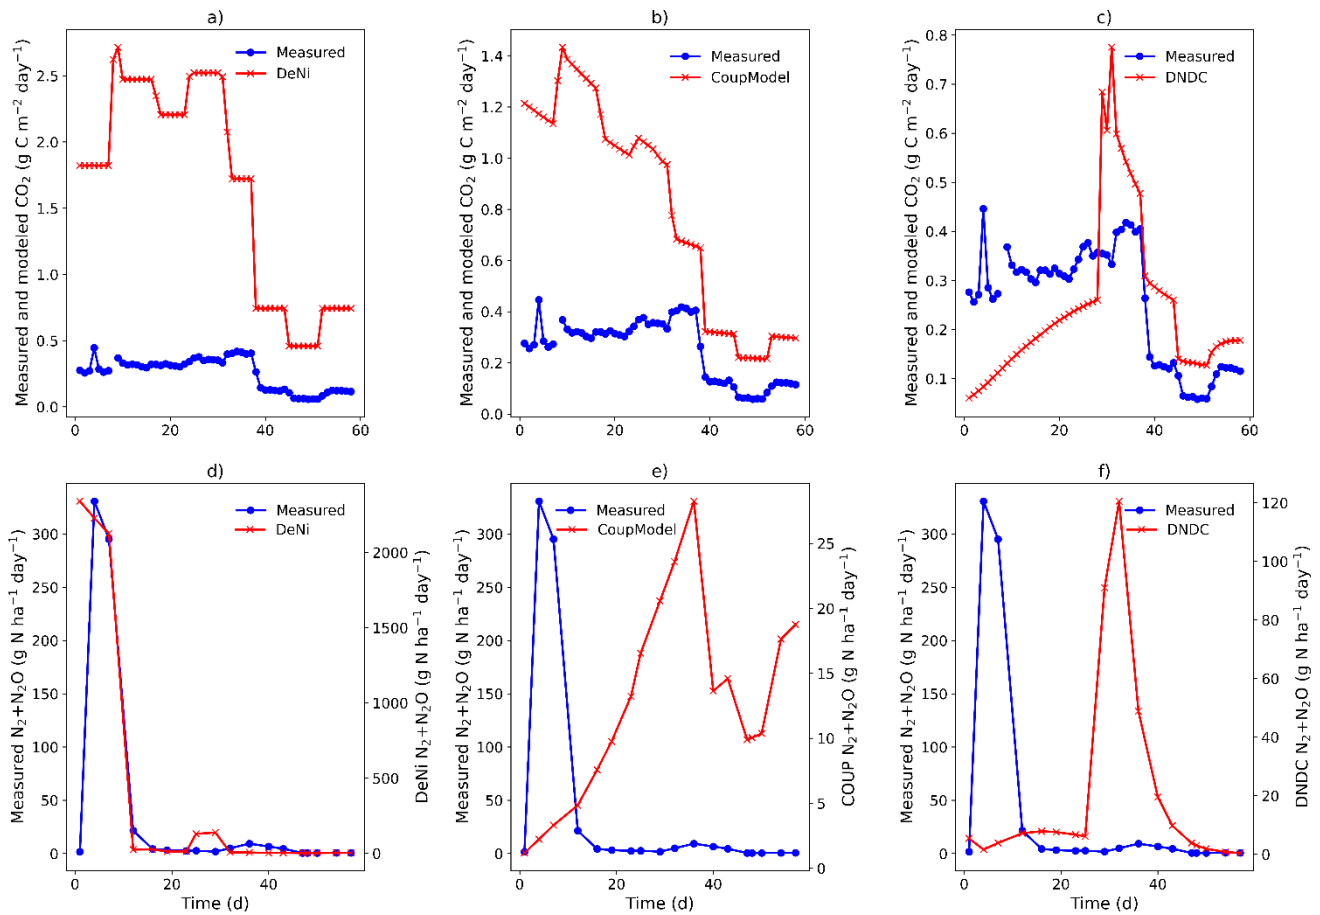 a)
Measured and modeled CO₂ (g C m⁻² day⁻¹)
2.5
2.0
1.5
1.0
0.5
0.0
0
20
40
60
Measured
DeNi
b)
Measured and modeled CO₂ (g C m⁻² day⁻¹)
1.4
1.2
1.0
0.8
0.6
0.4
0.2
0.0
0
20
40
60
Measured
CoupModel
c)
Measured and modeled CO₂ (g C m⁻² day⁻¹)
0.8
0.7
0.6
0.5
0.4
0.3
0.2
0.1
0
20
40
60
Measured
DNDC
d)
Measured N₂+N₂O (g N ha⁻¹ day⁻¹)
300
250
200
150
100
50
0
0
20
40
Time (d)
Measured
DeNi
2000
1500
1000
500
0
DeNi N₂+N₂O (g N ha⁻¹ day⁻¹)
e)
Measured N₂+N₂O (g N ha⁻¹ day⁻¹)
300
250
200
150
100
50
0
0
20
40
Time (d)
Measured
CoupModel
25
20
15
10
5
0
COUP N₂+N₂O (g N ha⁻¹ day⁻¹)
f)
Measured N₂+N₂O (g N ha⁻¹ day⁻¹)
300
250
200
150
100
50
0
0
20
40
Time (d)
Measured
DNDC
120
100
80
60
40
20
0
DNDC N₂+N₂O (g N ha⁻¹ day⁻¹)